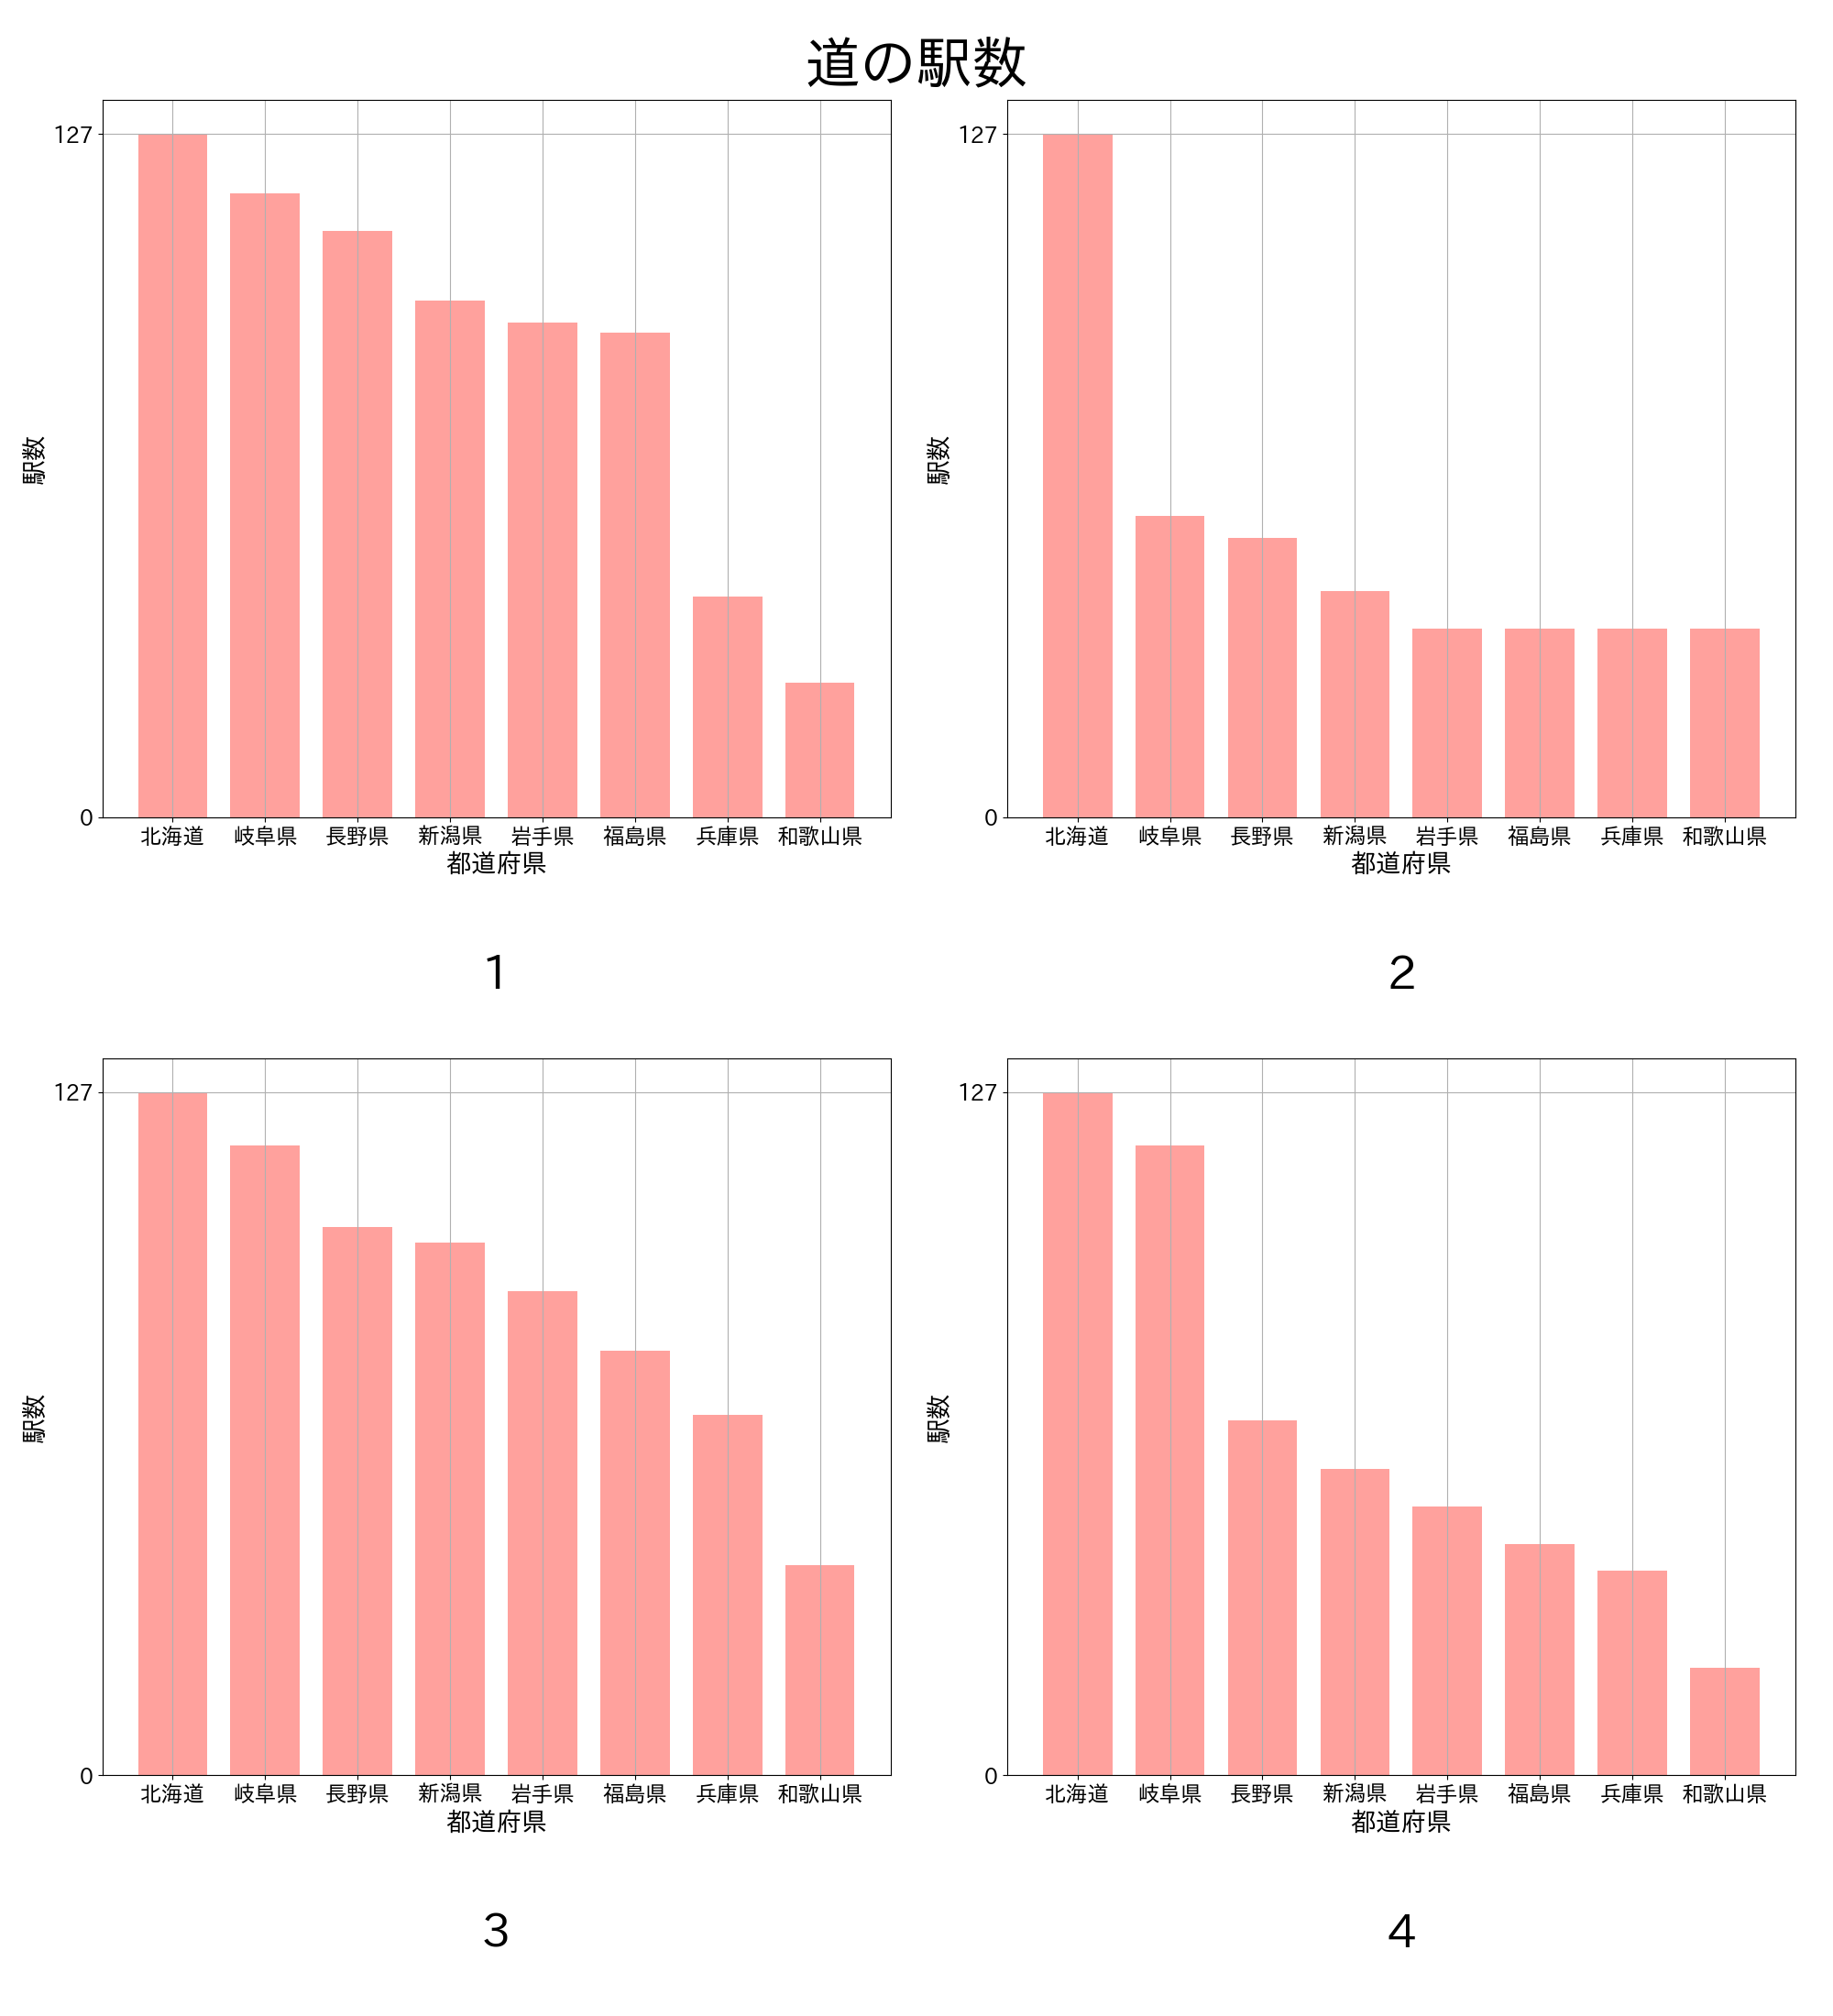 道の駅数
127
0
駅数
北海道 岐阜県 長野県 新潟県 岩手県 福島県 兵庫県 和歌山県
都道府県
1
127
0
駅数
北海道 岐阜県 長野県 新潟県 岩手県 福島県 兵庫県 和歌山県
都道府県
2
127
0
駅数
北海道 岐阜県 長野県 新潟県 岩手県 福島県 兵庫県 和歌山県
都道府県
3
127
0
駅数
北海道 岐阜県 長野県 新潟県 岩手県 福島県 兵庫県 和歌山県
都道府県
4